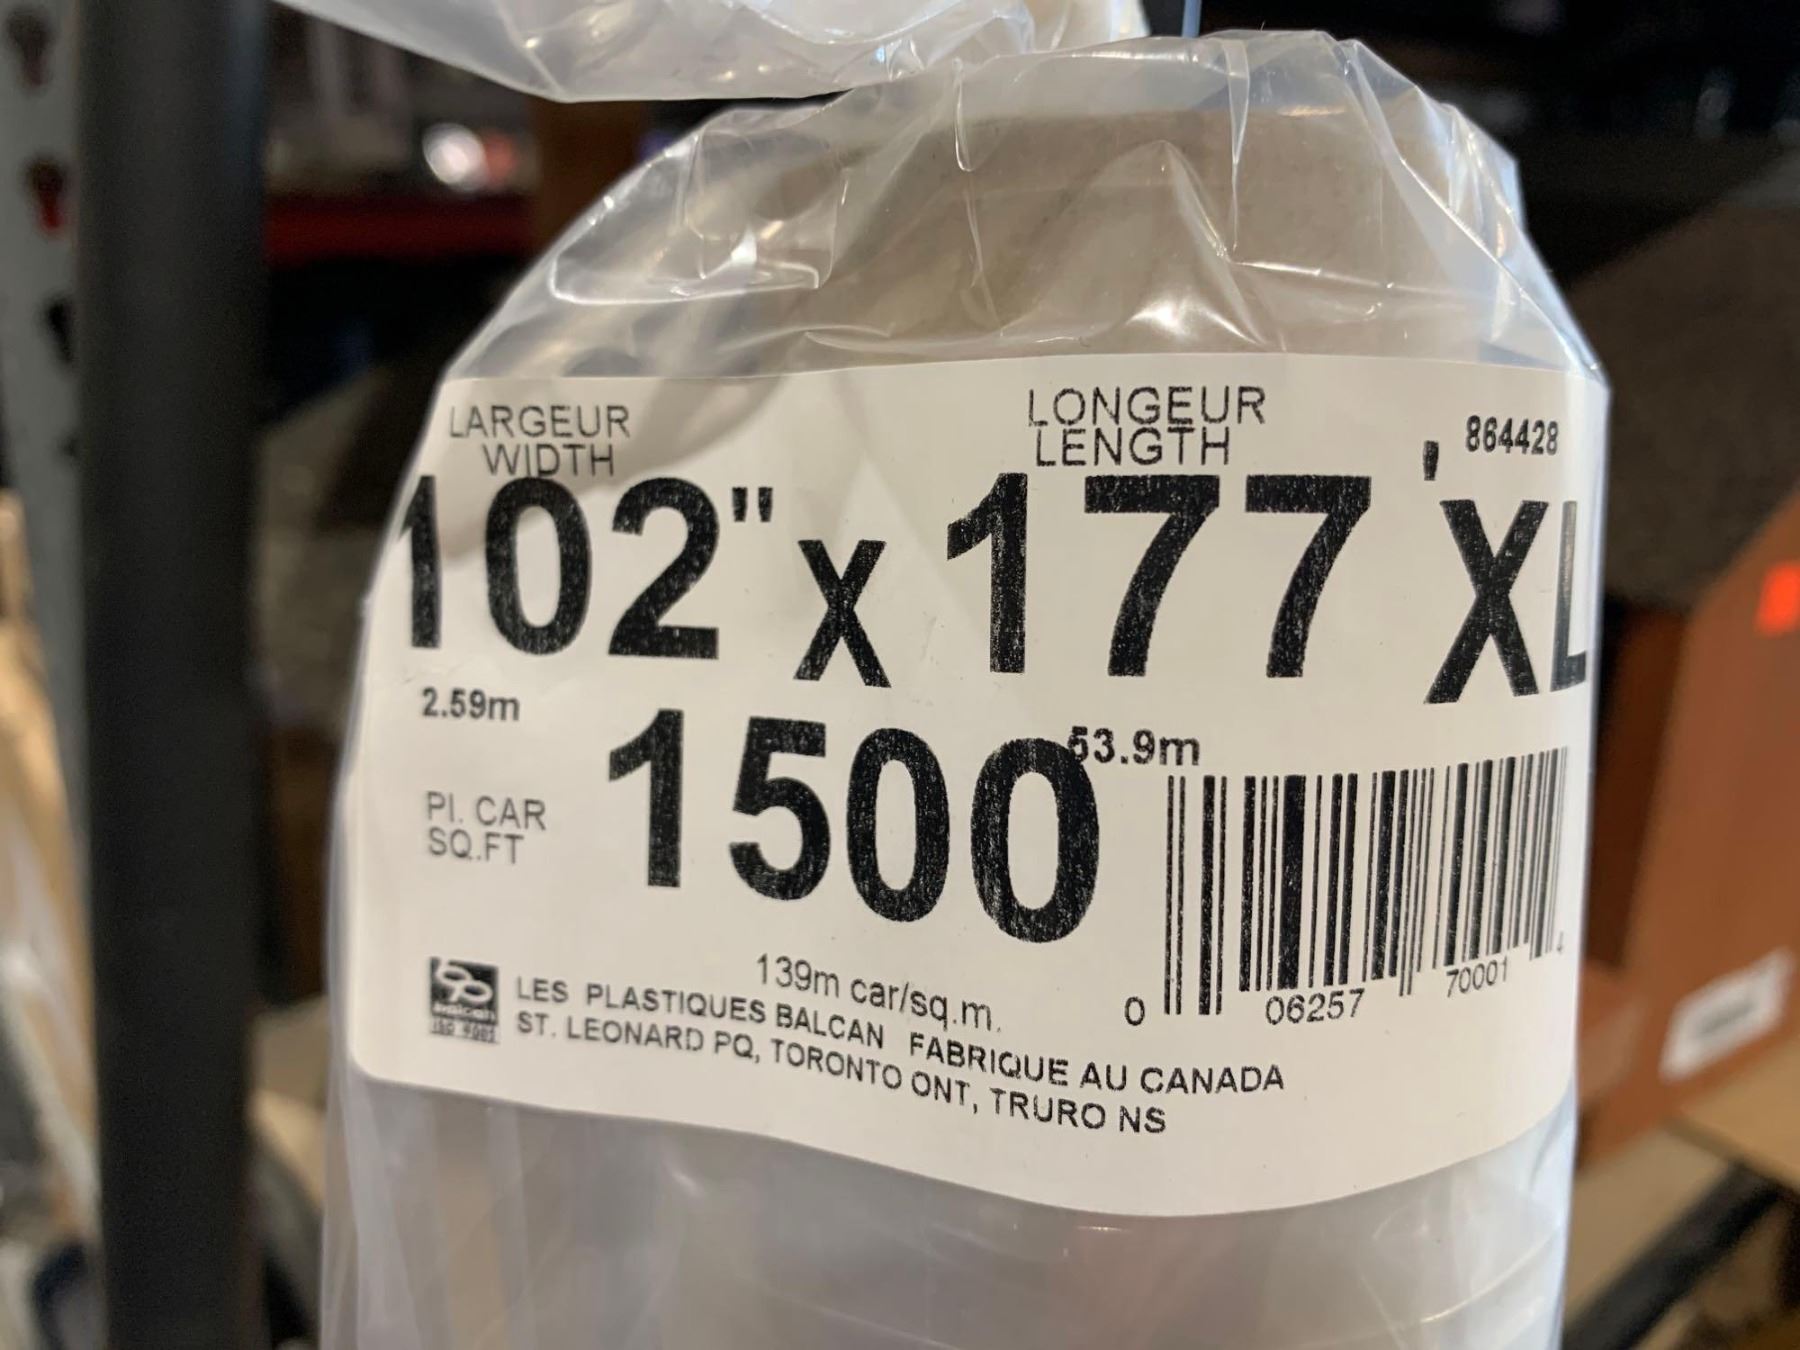 LARGEUR
WIDTH
LONGEUR
LENGTH
864428
102" x 177' XL
2.59m
53.9m
PI. CAR
SQ.FT
1500
139m car/sq.m.
0 06257 70001 4
LES PLASTIQUES BALCAN FABRIQUE AU CANADA
ST. LEONARD PQ, TORONTO ONT, TRURO NS